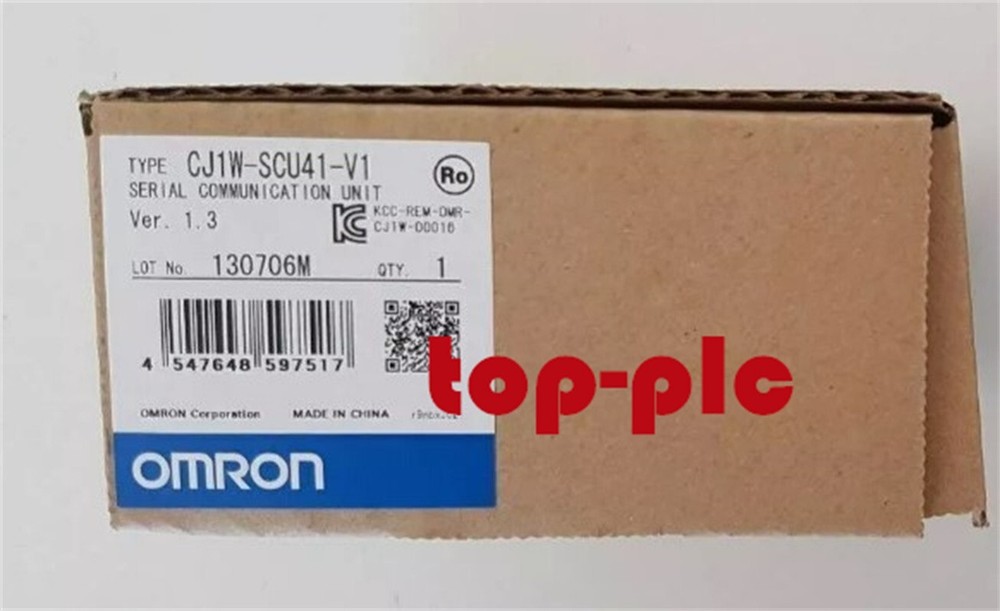 TYPE CJ1W-SCU41-V1
Ro
SERIAL COMMUNICATION UNIT
Ver. 1.3
KCC-REM-OMR-
CJ1W-00016
LOT No. 130706M QTY. 1
4 547648 597517
top-plc
OMRON Corporation MADE IN CHINA
OMRON